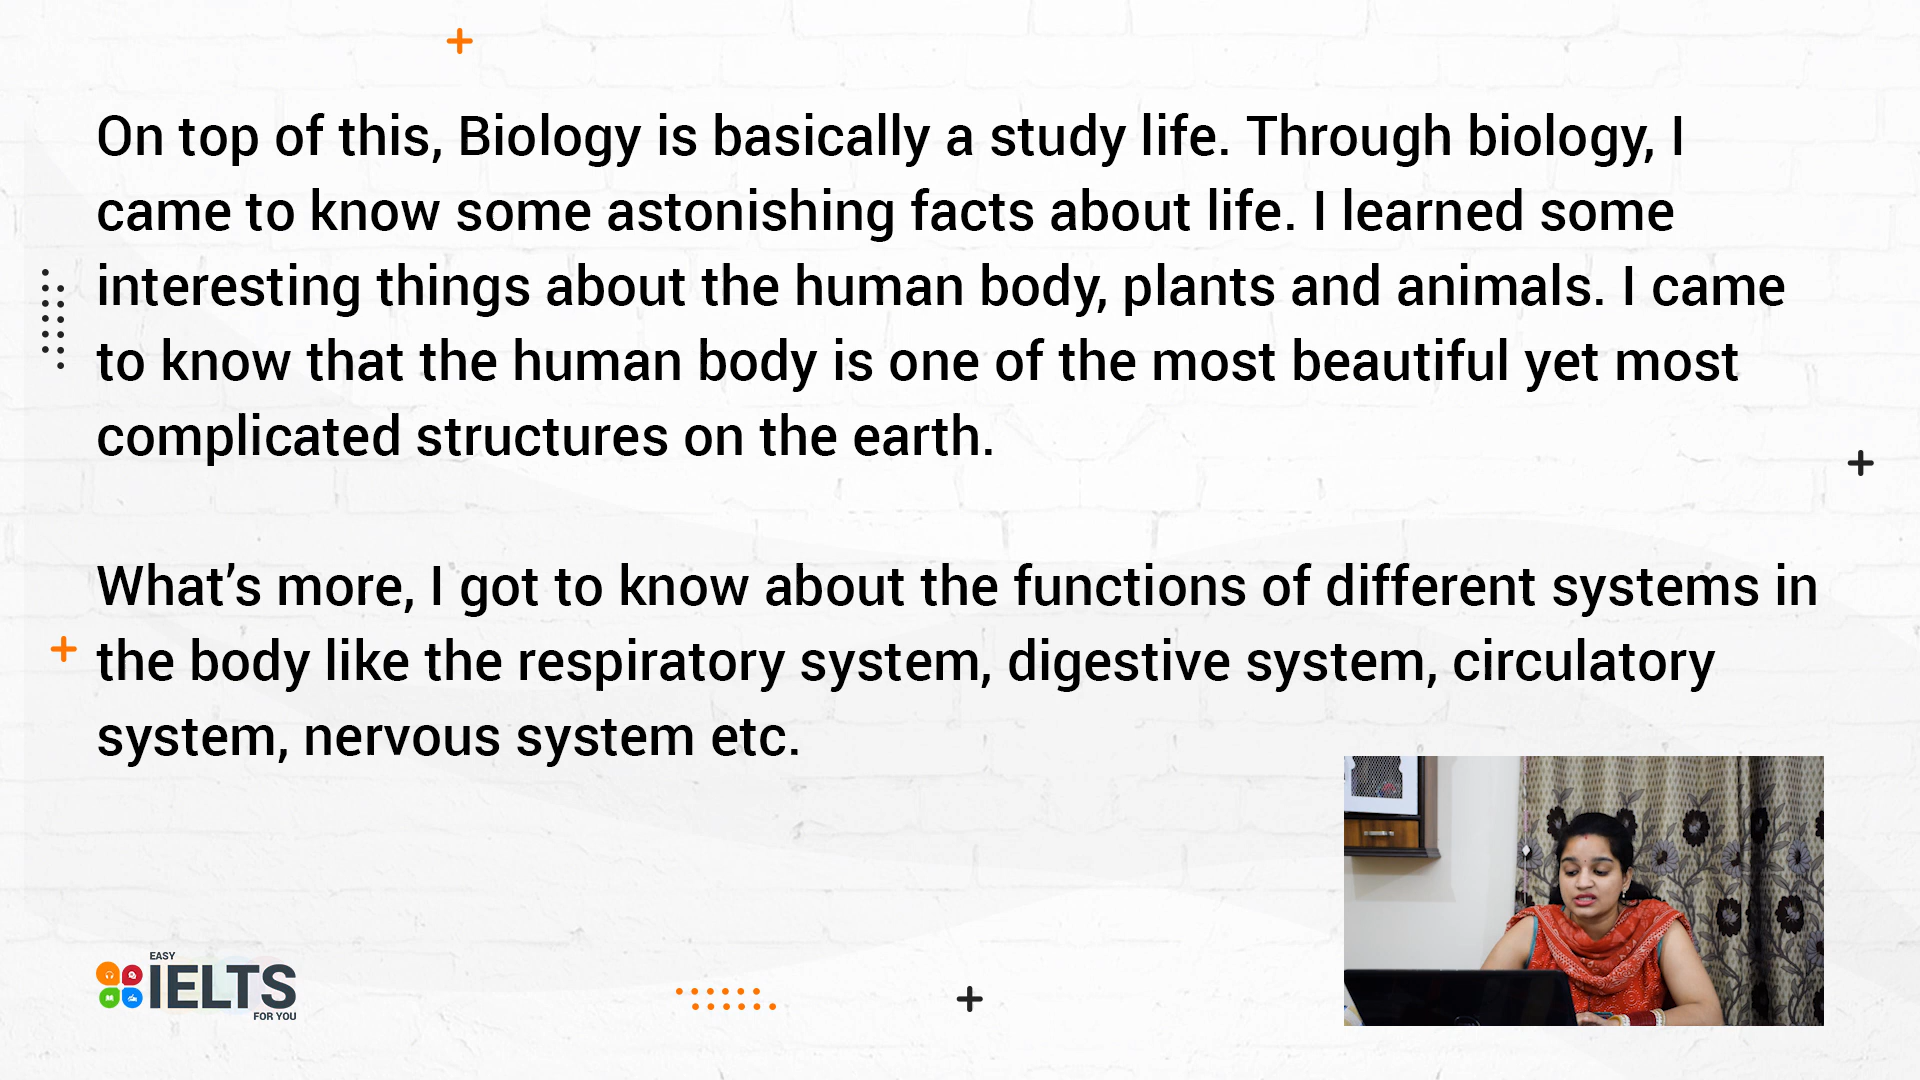 On top of this, Biology is basically a study life. Through biology, I
came to know some astonishing facts about life. I learned some
interesting things about the human body, plants and animals. I came
to know that the human body is one of the most beautiful yet most
complicated structures on the earth.
What’s more, I got to know about the functions of different systems in
the body like the respiratory system, digestive system, circulatory
system, nervous system etc.
EASY
IELTS
FOR YOU